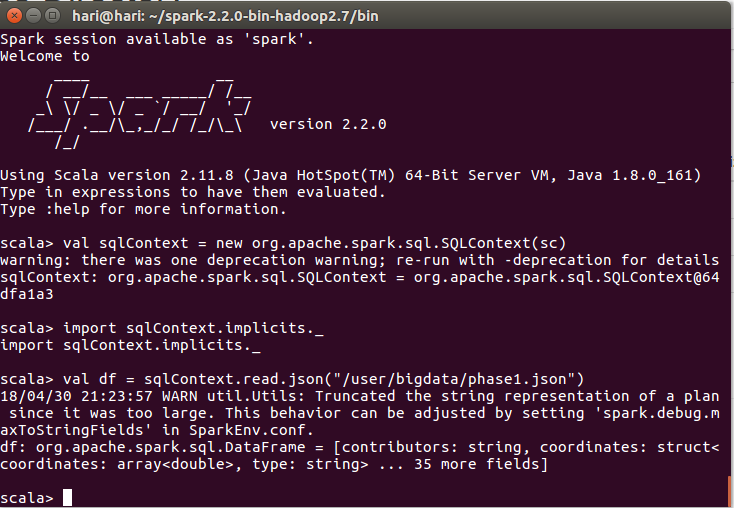 hari@hari: ~/spark-2.2.0-bin-hadoop2.7/bin
Spark session available as 'spark'.
Welcome to
      ____              __
     / __/__  ___ _____/ /__
    _\ \/ _ \/ _ `/ __/  '_/
   /___/ .__/\_,_/_/ /_/\_\   version 2.2.0
      /_/
Using Scala version 2.11.8 (Java HotSpot(TM) 64-Bit Server VM, Java 1.8.0_161)
Type in expressions to have them evaluated.
Type :help for more information.
scala> val sqlContext = new org.apache.spark.sql.SQLContext(sc)
warning: there was one deprecation warning; re-run with -deprecation for details
sqlContext: org.apache.spark.sql.SQLContext = org.apache.spark.sql.SQLContext@64
dfa1a3
scala> import sqlContext.implicits._
import sqlContext.implicits._
scala> val df = sqlContext.read.json("/user/bigdata/phase1.json")
18/04/30 21:23:57 WARN util.Utils: Truncated the string representation of a plan
 since it was too large. This behavior can be adjusted by setting 'spark.debug.m
axToStringFields' in SparkEnv.conf.
df: org.apache.spark.sql.DataFrame = [contributors: string, coordinates: struct<
coordinates: array<double>, type: string> ... 35 more fields]
scala>